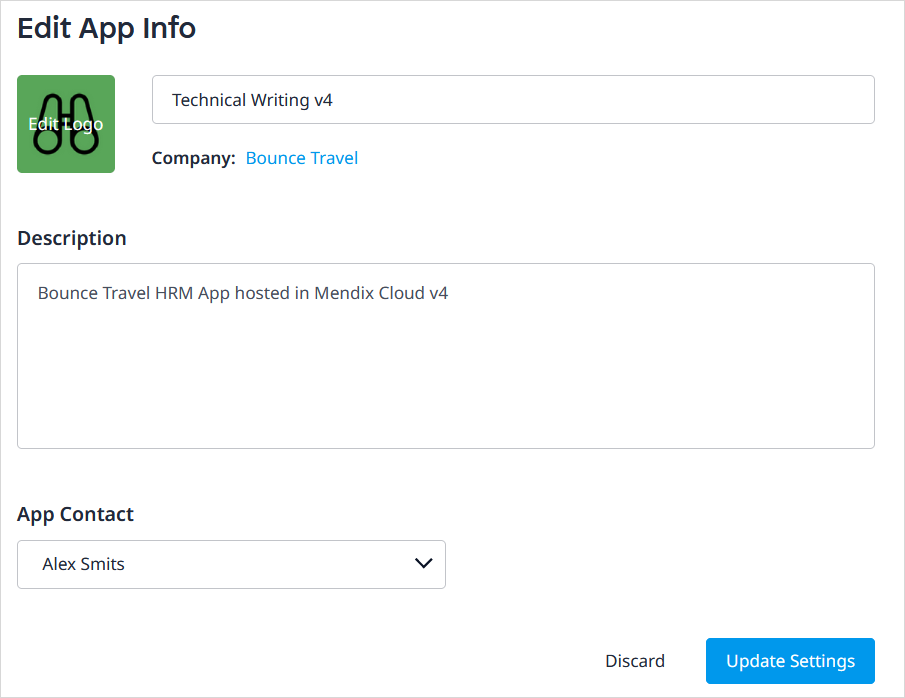 Edit App Info
Edit Logo
Technical Writing v4
Company: Bounce Travel
Description
Bounce Travel HRM App hosted in Mendix Cloud v4
App Contact
Alex Smits
Discard
Update Settings